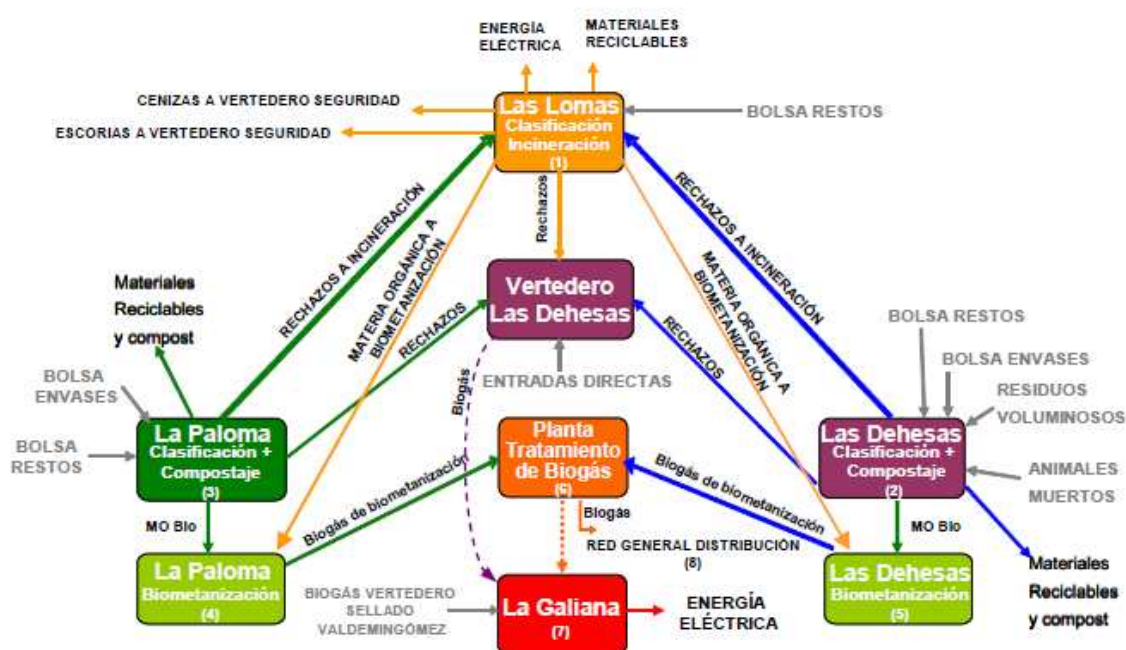 ENERGÍA
ELÉCTRICA
MATERIALES
RECICLABLES
CENIZAS A VERTEDERO SEGURIDAD
ESCORIAS A VERTEDERO SEGURIDAD
Las Lomas
Clasificación
Incineración
(1)
BOLSA RESTOS
RECHAZOS A INCINERACIÓN
MATERIA ORGÁNICA A
BIOMETANIZACIÓN
Rechazos
MATERIA ORGÁNICA A
BIOMETANIZACIÓN
RECHAZOS A INCINERACIÓN
Materiales
Reciclables
y compost
RECHAZOS
Vertedero
Las Dehesas
RECHAZOS
ENTRADAS DIRECTAS
Biogás
BOLSA RESTOS
BOLSA ENVASES
RESIDUOS
VOLUMINOSOS
ANIMALES
MUERTOS
BOLSA
ENVASES
BOLSA
RESTOS
La Paloma
Clasificación +
Compostaje
(3)
Planta
Tratamiento
de Biogás
(6)
Las Dehesas
Clasificación +
Compostaje
(2)
MO Bio
Biogás de biometanización
Biogás
RED GENERAL DISTRIBUCIÓN
(8)
Biogás de biometanización
MO Bio
La Paloma
Biometanización
(4)
BIOGÁS VERTEDERO
SELLADO
VALDEMINGÓMEZ
La Galiana
(7)
ENERGÍA
ELÉCTRICA
Las Dehesas
Biometanización
(5)
Materiales
Reciclables
y compost